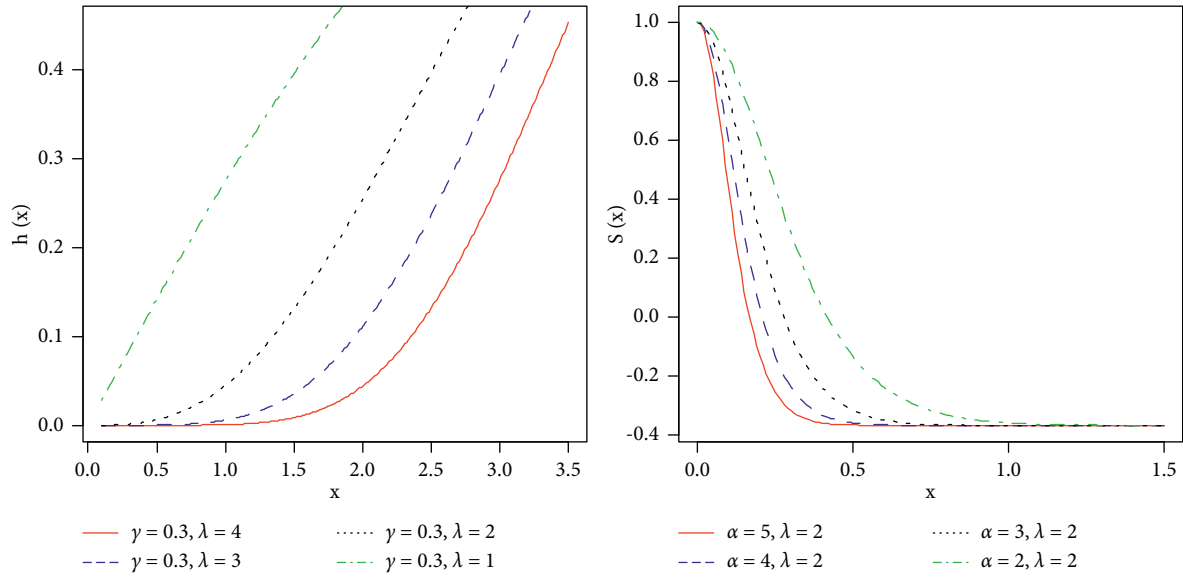 h (x)
0.4
0.3
0.2
0.1
0.0
0.0 0.5 1.0 1.5 2.0 2.5 3.0 3.5
x
γ = 0.3, λ = 4
γ = 0.3, λ = 2
γ = 0.3, λ = 3
γ = 0.3, λ = 1
S (x)
1.0
0.8
0.6
0.4
0.2
0.0
-0.2
-0.4
0.0 0.5 1.0 1.5
x
α = 5, λ = 2
α = 3, λ = 2
α = 4, λ = 2
α = 2, λ = 2